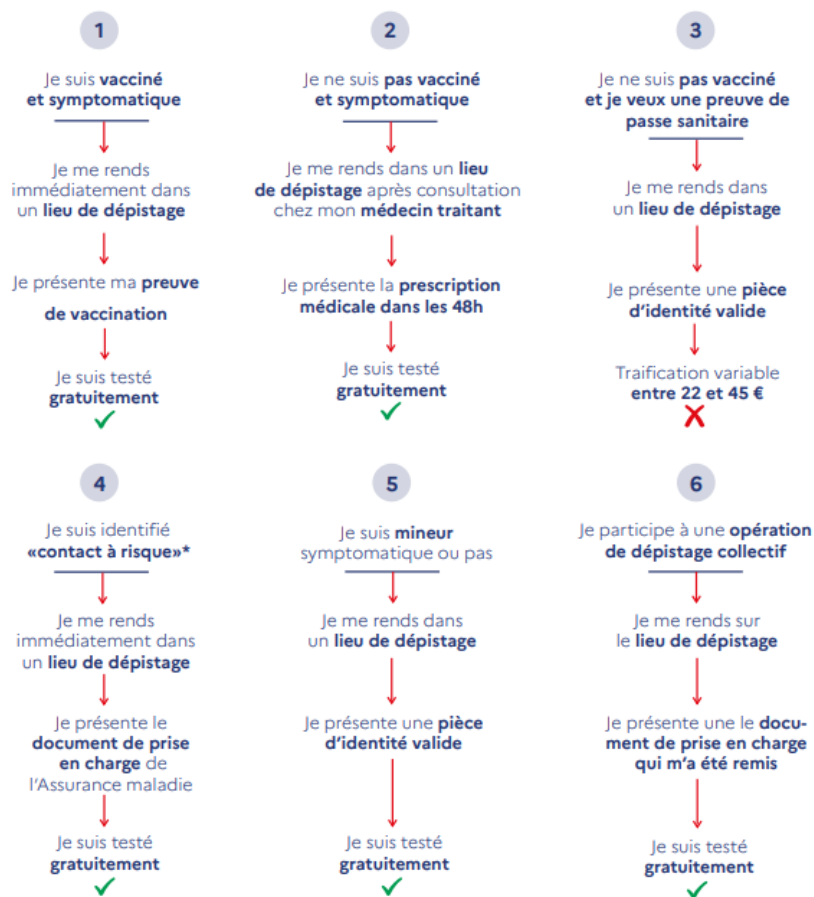 1
Je suis vacciné
et symptomatique
Je me rends
immédiatement dans
un lieu de dépistage
Je présente ma preuve
de vaccination
Je suis testé
gratuitement
2
Je ne suis pas vacciné
et symptomatique
Je me rends dans un lieu
de dépistage après consultation
chez mon médecin traitant
Je présente la prescription
médicale dans les 48h
Je suis testé
gratuitement
3
Je ne suis pas vacciné
et je veux une preuve de
passe sanitaire
Je me rends dans
un lieu de dépistage
Je présente une pièce
d'identité valide
Traification variable
entre 22 et 45 €
4
Je suis identifié
«contact à risque»*
Je me rends
immédiatement dans
un lieu de dépistage
Je présente le
document de prise
en charge de
l'Assurance maladie
Je suis testé
gratuitement
5
Je suis mineur
symptomatique ou pas
Je me rends dans
un lieu de dépistage
Je présente une pièce
d'identité valide
Je suis testé
gratuitement
6
Je participe à une opération
de dépistage collectif
Je me rends sur
le lieu de dépistage
Je présente une le docu-
ment de prise en charge
qui m'a été remis
Je suis testé
gratuitement